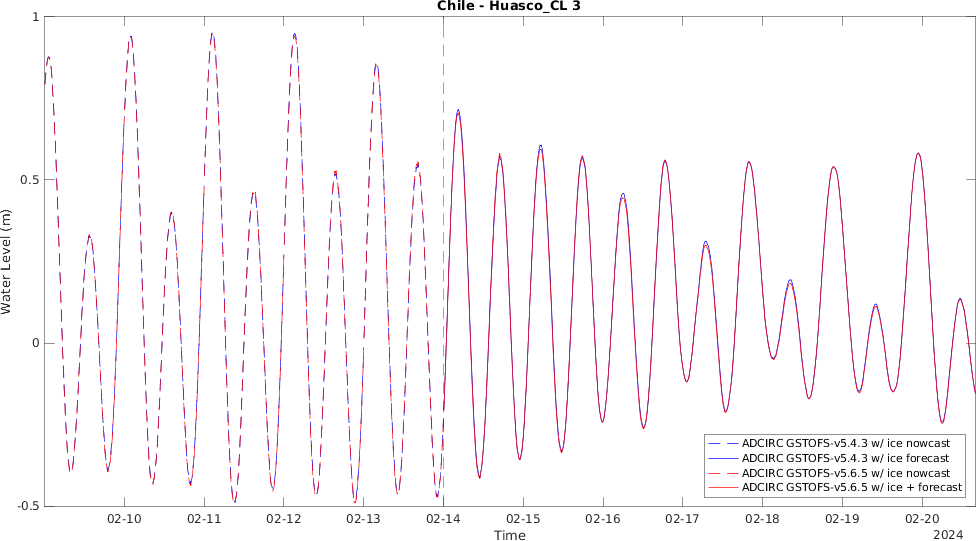 Chile - Huasco_CL 3
1
0.5
0
-0.5
Water Level (m)
ADCIRC GSTOFS-v5.4.3 w/ ice nowcast
ADCIRC GSTOFS-v5.4.3 w/ ice forecast
ADCIRC GSTOFS-v5.6.5 w/ ice nowcast
ADCIRC GSTOFS-v5.6.5 w/ ice + forecast
02-10 02-11 02-12 02-13 02-14 02-15 02-16 02-17 02-18 02-19 02-20
Time
2024